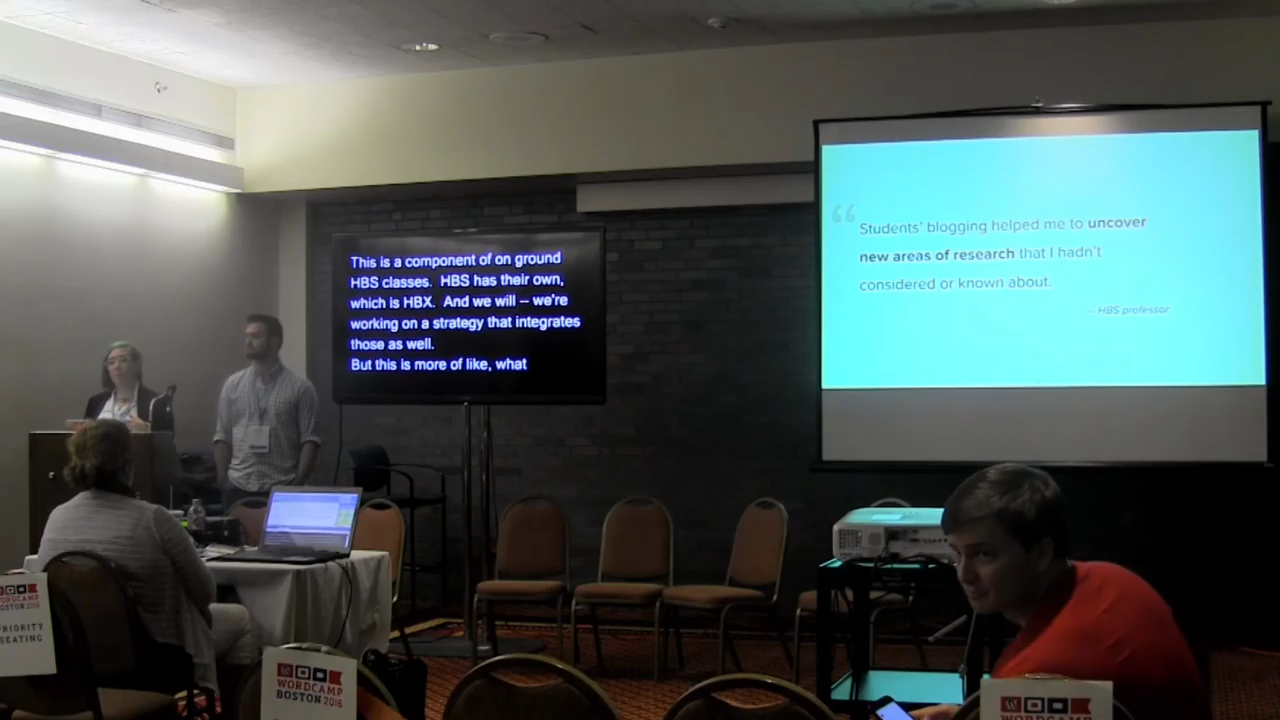 This is a component of on ground
HBS classes.  HBS has their own,
which is HBX.  And we will -- we're
working on a strategy that integrates
those as well.
But this is more of like, what
“
Students’ blogging helped me to uncover
new areas of research that I hadn’t
considered or known about.
– HBS professor
WORDCAMP
BOSTON 2016
PRIORITY
SEATING
WORDCAMP
BOSTON 2016
WORDCAMP